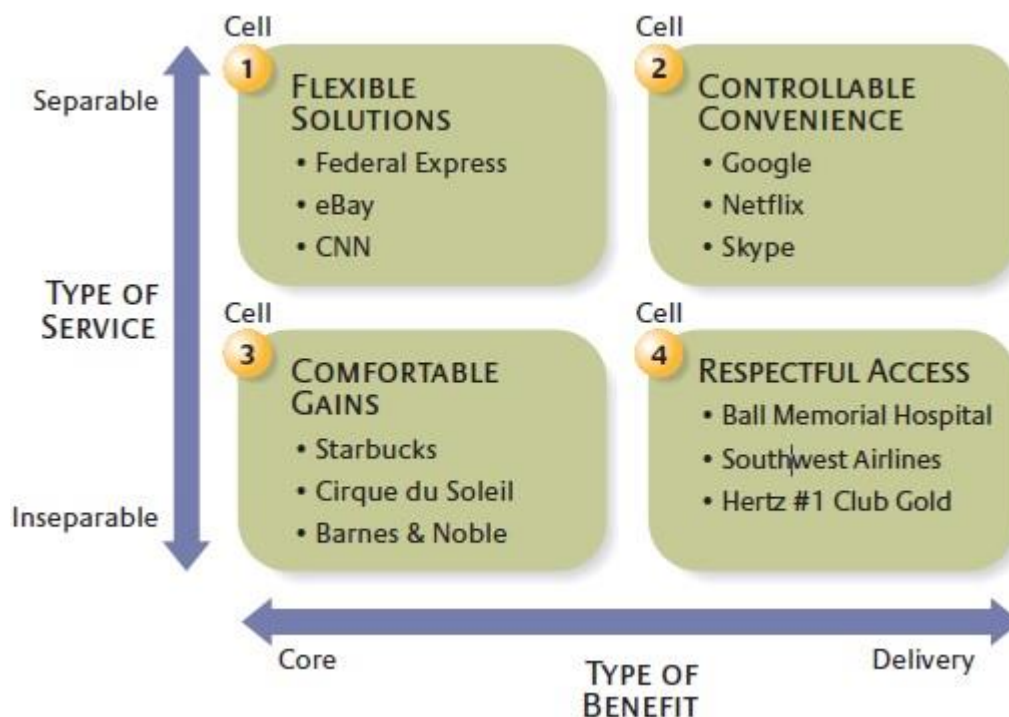 Cell
1
FLEXIBLE
SOLUTIONS
• Federal Express
• eBay
• CNN
Cell
2
CONTROLLABLE
CONVENIENCE
• Google
• Netflix
• Skype
Separable
TYPE OF
SERVICE
Inseparable
Cell
3
COMFORTABLE
GAINS
• Starbucks
• Cirque du Soleil
• Barnes & Noble
Cell
4
RESPECTFUL ACCESS
• Ball Memorial Hospital
• Southwest Airlines
• Hertz #1 Club Gold
Core
TYPE OF
BENEFIT
Delivery